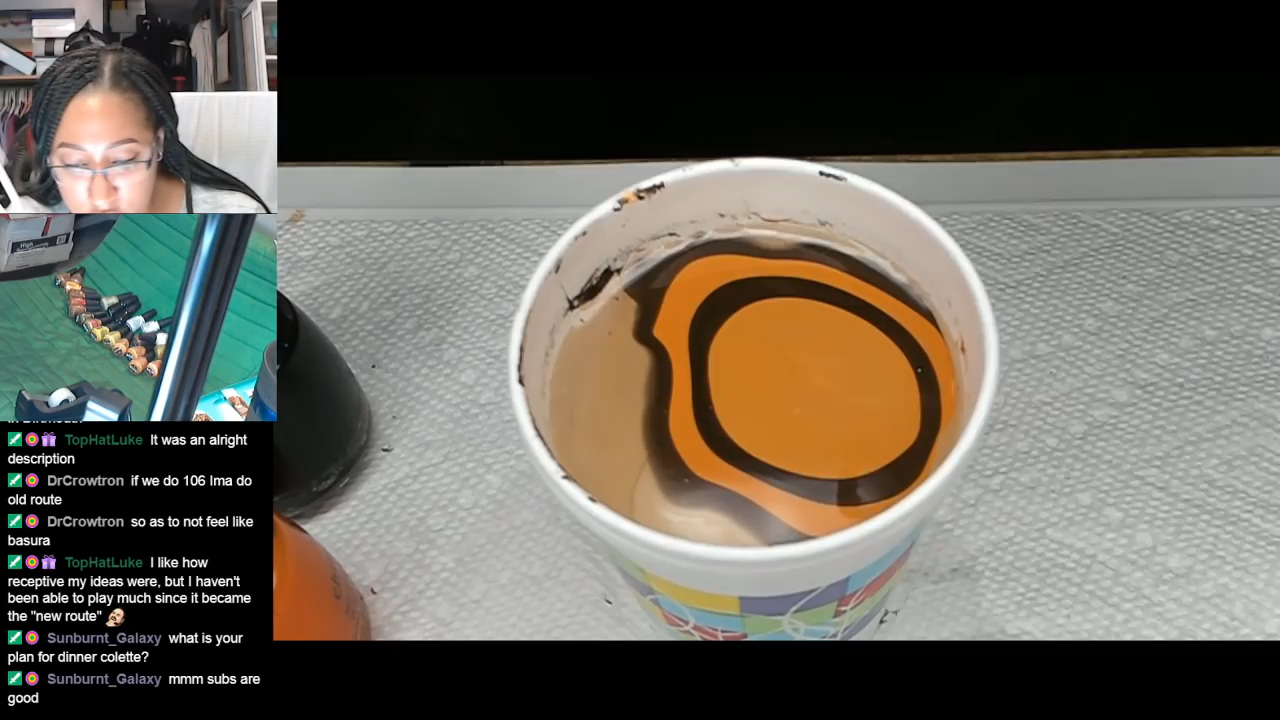 High
TopHatLuke It was an alright
description
DrCrowtron if we do 106 Ima do
old route
DrCrowtron so as to not feel like
basura
TopHatLuke I like how
receptive my ideas were, but I haven't
been able to play much since it became
the "new route"
Sunburnt_Galaxy what is your
plan for dinner colette?
Sunburnt_Galaxy mmm subs are
good